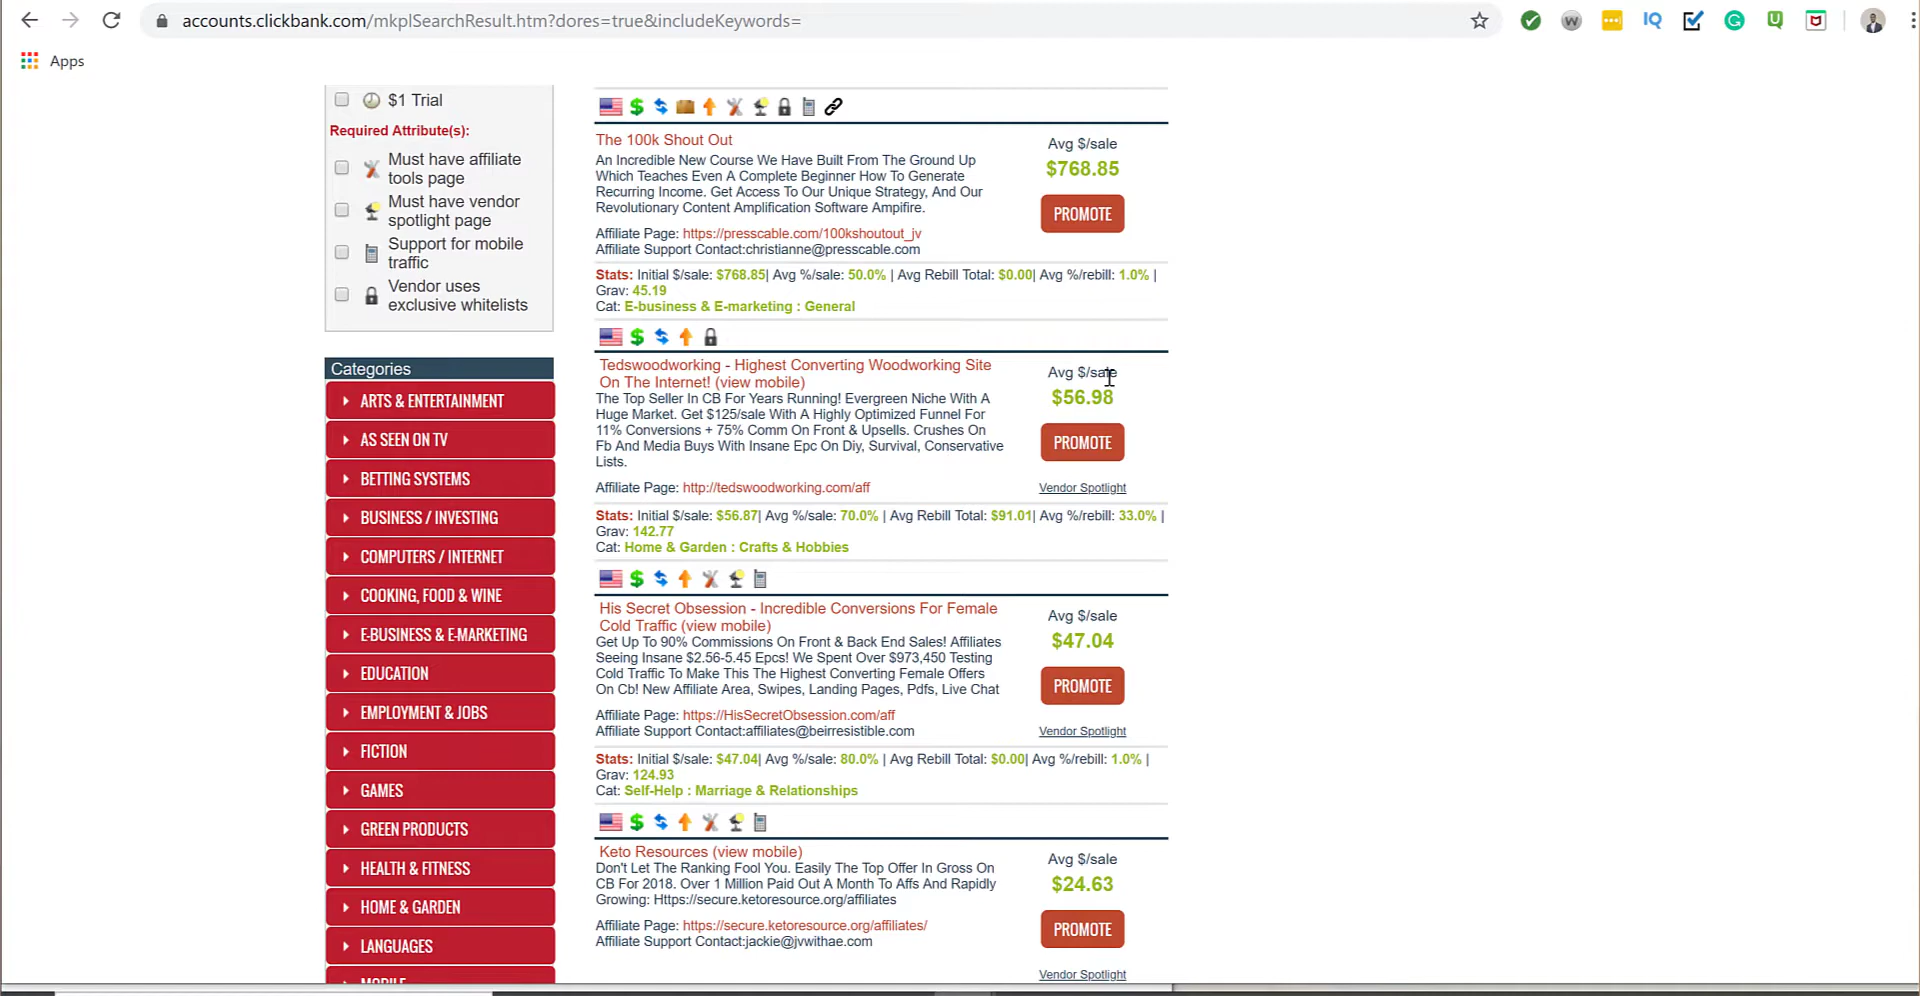 accounts.clickbank.com/mkplSearchResult.htm?dores=true&includeKeywords=
Apps
$1 Trial
Required Attribute(s):
Must have affiliate
tools page
Must have vendor
spotlight page
Support for mobile
traffic
Vendor uses
exclusive whitelists
Categories
ARTS & ENTERTAINMENT
AS SEEN ON TV
BETTING SYSTEMS
BUSINESS / INVESTING
COMPUTERS / INTERNET
COOKING, FOOD & WINE
E-BUSINESS & E-MARKETING
EDUCATION
EMPLOYMENT & JOBS
FICTION
GAMES
GREEN PRODUCTS
HEALTH & FITNESS
HOME & GARDEN
LANGUAGES
MOBILE
The 100k Shout Out
An Incredible New Course We Have Built From The Ground Up
Which Teaches Even A Complete Beginner How To Generate
Recurring Income. Get Access To Our Unique Strategy, And Our
Revolutionary Content Amplification Software Ampifire.
Affiliate Page: https://presscable.com/100kshoutout_jv
Affiliate Support Contact:christianne@presscable.com
Avg $/sale
$768.85
PROMOTE
Stats: Initial $/sale: $768.85| Avg %/sale: 50.0% | Avg Rebill Total: $0.00| Avg %/rebill: 1.0% |
Grav: 45.19
Cat: E-business & E-marketing : General
Tedswoodworking - Highest Converting Woodworking Site
On The Internet! (view mobile)
The Top Seller In CB For Years Running! Evergreen Niche With A
Huge Market. Get $125/sale With A Highly Optimized Funnel For
11% Conversions + 75% Comm On Front & Upsells. Crushes On
Fb And Media Buys With Insane Epc On Diy, Survival, Conservative
Lists.
Affiliate Page: http://tedswoodworking.com/aff
Avg $/sale
$56.98
PROMOTE
Vendor Spotlight
Stats: Initial $/sale: $56.87| Avg %/sale: 70.0% | Avg Rebill Total: $91.01| Avg %/rebill: 33.0% |
Grav: 142.77
Cat: Home & Garden : Crafts & Hobbies
His Secret Obsession - Incredible Conversions For Female
Cold Traffic (view mobile)
Get Up To 90% Commissions On Front & Back End Sales! Affiliates
Seeing Insane $2.56-5.45 Epcs! We Spent Over $973,450 Testing
Cold Traffic To Make This The Highest Converting Female Offers
On Cb! New Affiliate Area, Swipes, Landing Pages, Pdfs, Live Chat
Affiliate Page: https://HisSecretObsession.com/aff
Affiliate Support Contact:affiliates@beirresistible.com
Avg $/sale
$47.04
PROMOTE
Vendor Spotlight
Stats: Initial $/sale: $47.04| Avg %/sale: 80.0% | Avg Rebill Total: $0.00| Avg %/rebill: 1.0% |
Grav: 124.93
Cat: Self-Help : Marriage & Relationships
Keto Resources (view mobile)
Don't Let The Ranking Fool You. Easily The Top Offer In Gross On
CB For 2018. Over 1 Million Paid Out A Month To Affs And Rapidly
Growing: Https://secure.ketoresource.org/affiliates
Affiliate Page: https://secure.ketoresource.org/affiliates/
Affiliate Support Contact:jackie@jvwithae.com
Avg $/sale
$24.63
PROMOTE
Vendor Spotlight